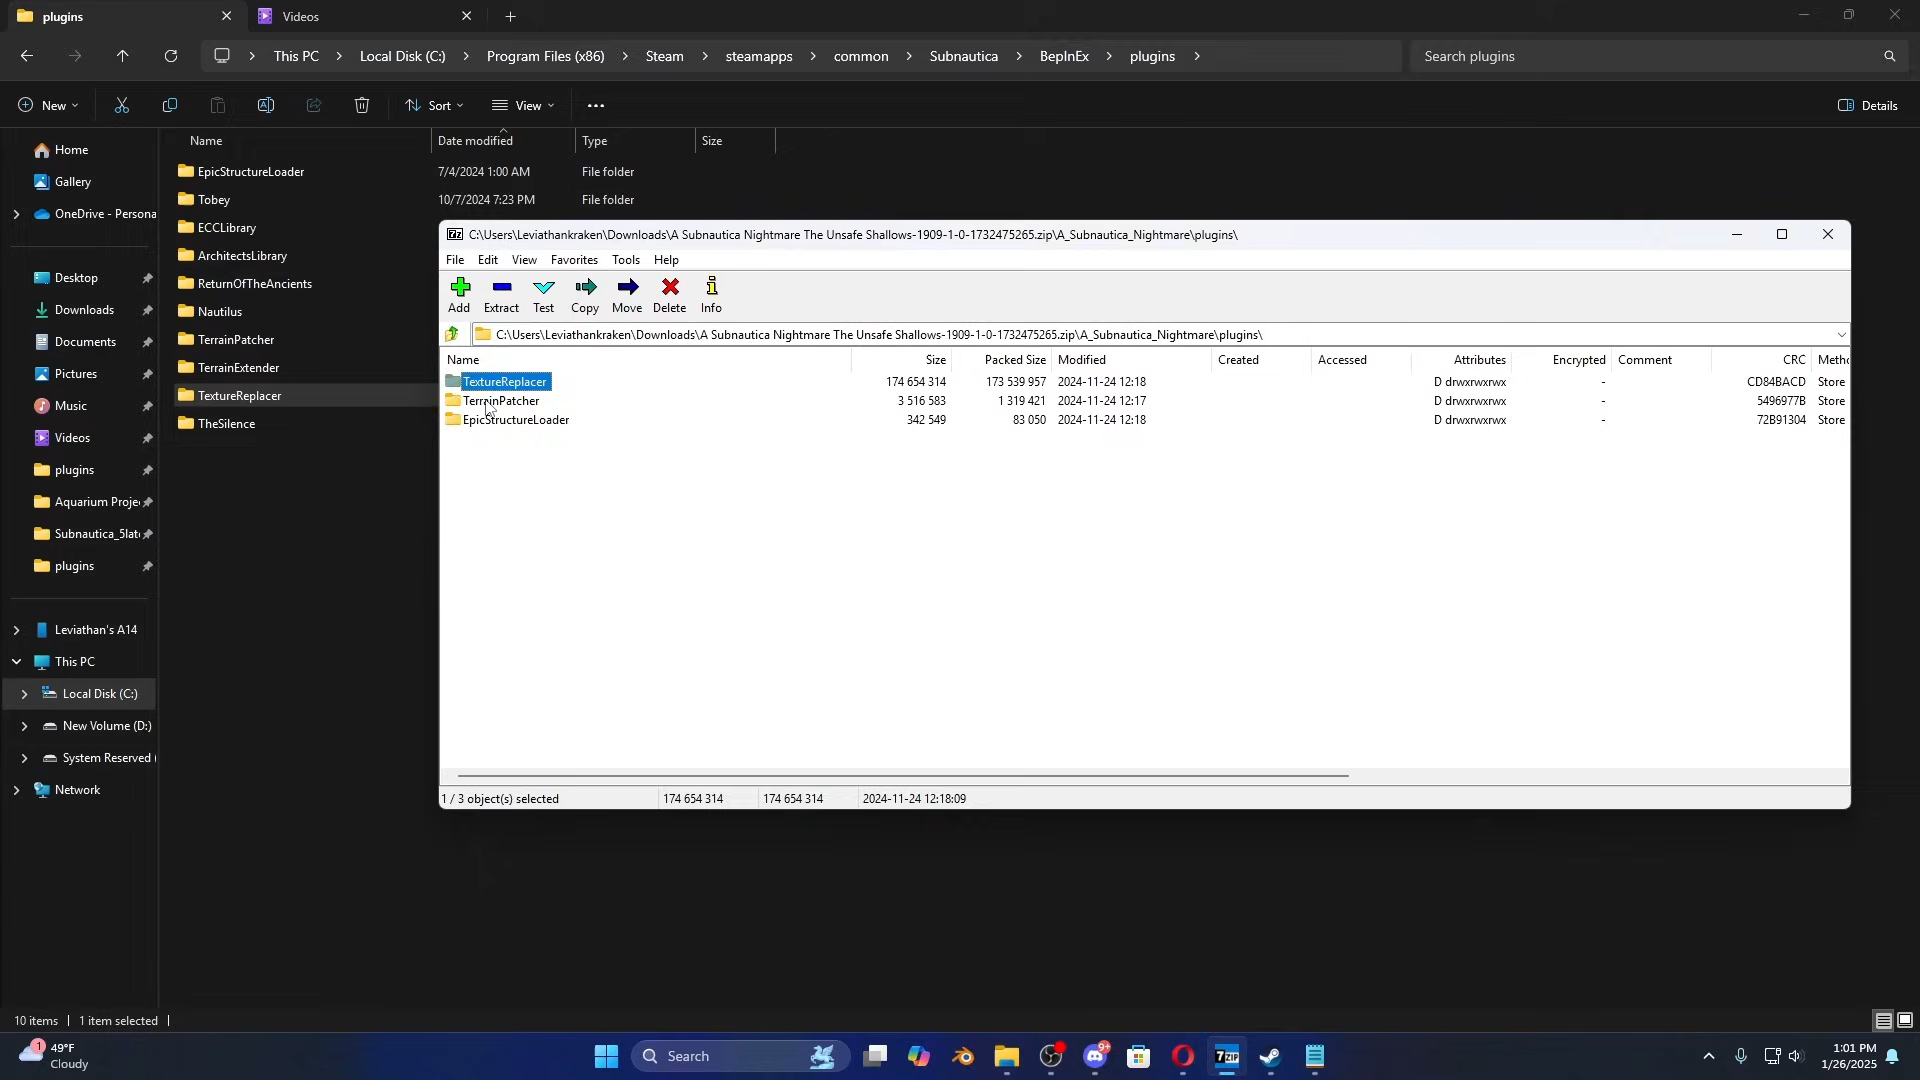 plugins
Videos
This PC > Local Disk (C:) > Program Files (x86) > Steam > steamapps > common > Subnautica > BepInEx > plugins >
Search plugins
New
Sort
View
Details
Name
Date modified
Type
Size
Home
Gallery
OneDrive - Persona
Desktop
Downloads
Documents
Pictures
Music
Videos
plugins
Aquarium Proje
Subnautica_5lat
plugins
Leviathan's A14
This PC
Local Disk (C:)
New Volume (D:)
System Reserved (
Network
EpicStructureLoader 7/4/2024 1:00 AM File folder
Tobey 10/7/2024 7:23 PM File folder
ECCLibrary
ArchitectsLibrary
ReturnOfTheAncients
Nautilus
TerrainPatcher
TerrainExtender
TextureReplacer
TheSilence
7z C:\Users\Leviathankraken\Downloads\A Subnautica Nightmare The Unsafe Shallows-1909-1-0-1732475265.zip\A_Subnautica_Nightmare\plugins\
File Edit View Favorites Tools Help
Add Extract Test Copy Move Delete Info
C:\Users\Leviathankraken\Downloads\A Subnautica Nightmare The Unsafe Shallows-1909-1-0-1732475265.zip\A_Subnautica_Nightmare\plugins\
Name Size Packed Size Modified Created Accessed Attributes Encrypted Comment CRC Metho
TextureReplacer 174 654 314 173 539 957 2024-11-24 12:18 D drwxrwxrwx - CD84BACD Store
TerrainPatcher 3 516 583 1 319 421 2024-11-24 12:17 D drwxrwxrwx - 5496977B Store
EpicStructureLoader 342 549 83 050 2024-11-24 12:18 D drwxrwxrwx - 72B91304 Store
1 / 3 object(s) selected 174 654 314 174 654 314 2024-11-24 12:18:09
10 items | 1 item selected |
1
49°F
Cloudy
Search
9+
7ZIP
1:01 PM
1/26/2025